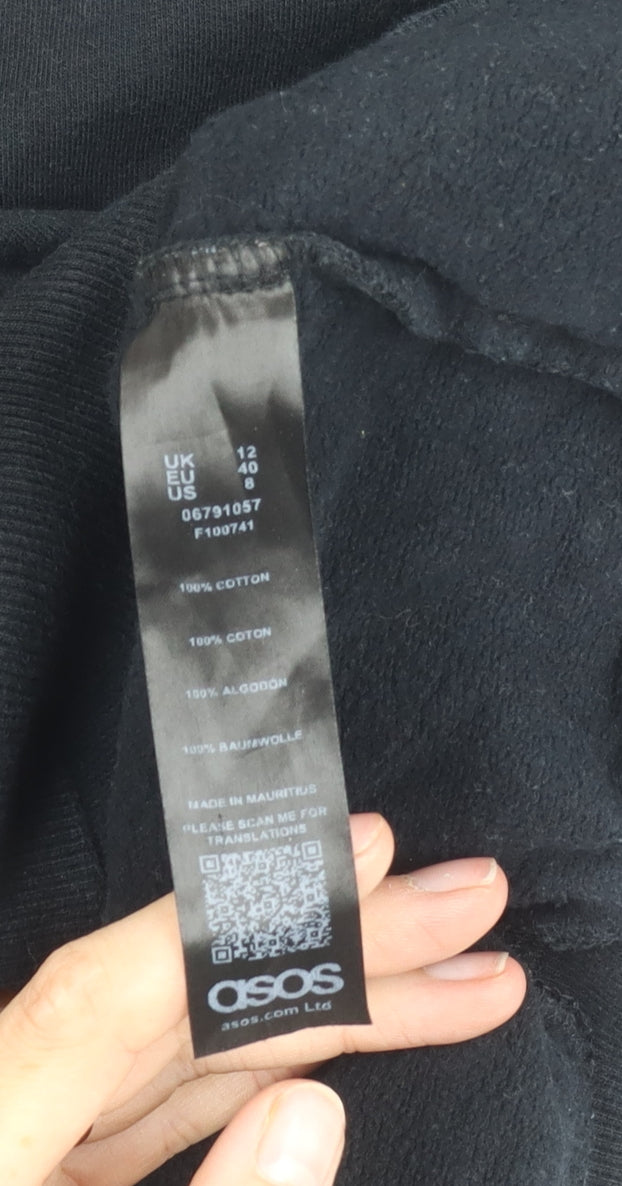 UK 12
EU 40
US 8
06791057
F100741
100% COTTON
100% COTON
100% ALGODÓN
100% BAUMWOLLE
MADE IN MAURITIUS
PLEASE SCAN ME FOR
TRANSLATIONS
asos
asos.com Ltd